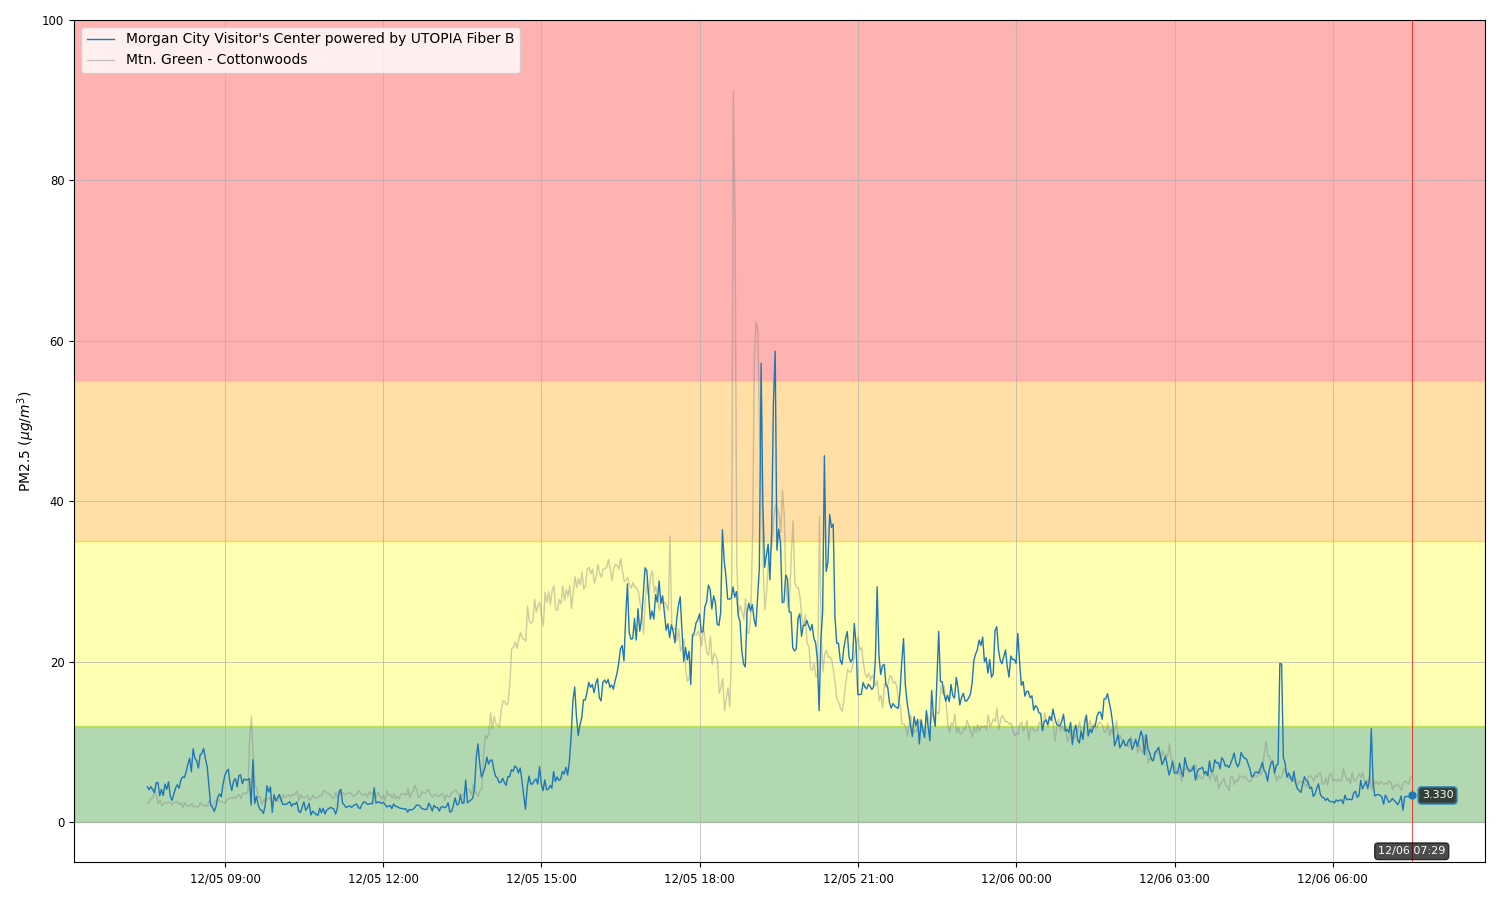 100
Morgan City Visitor's Center powered by UTOPIA Fiber B
Mtn. Green - Cottonwoods
80
60
PM2.5 (μg/m³)
40
20
3.330
0
12/06 07:29
12/05 09:00 12/05 12:00 12/05 15:00 12/05 18:00 12/05 21:00 12/06 00:00 12/06 03:00 12/06 06:00